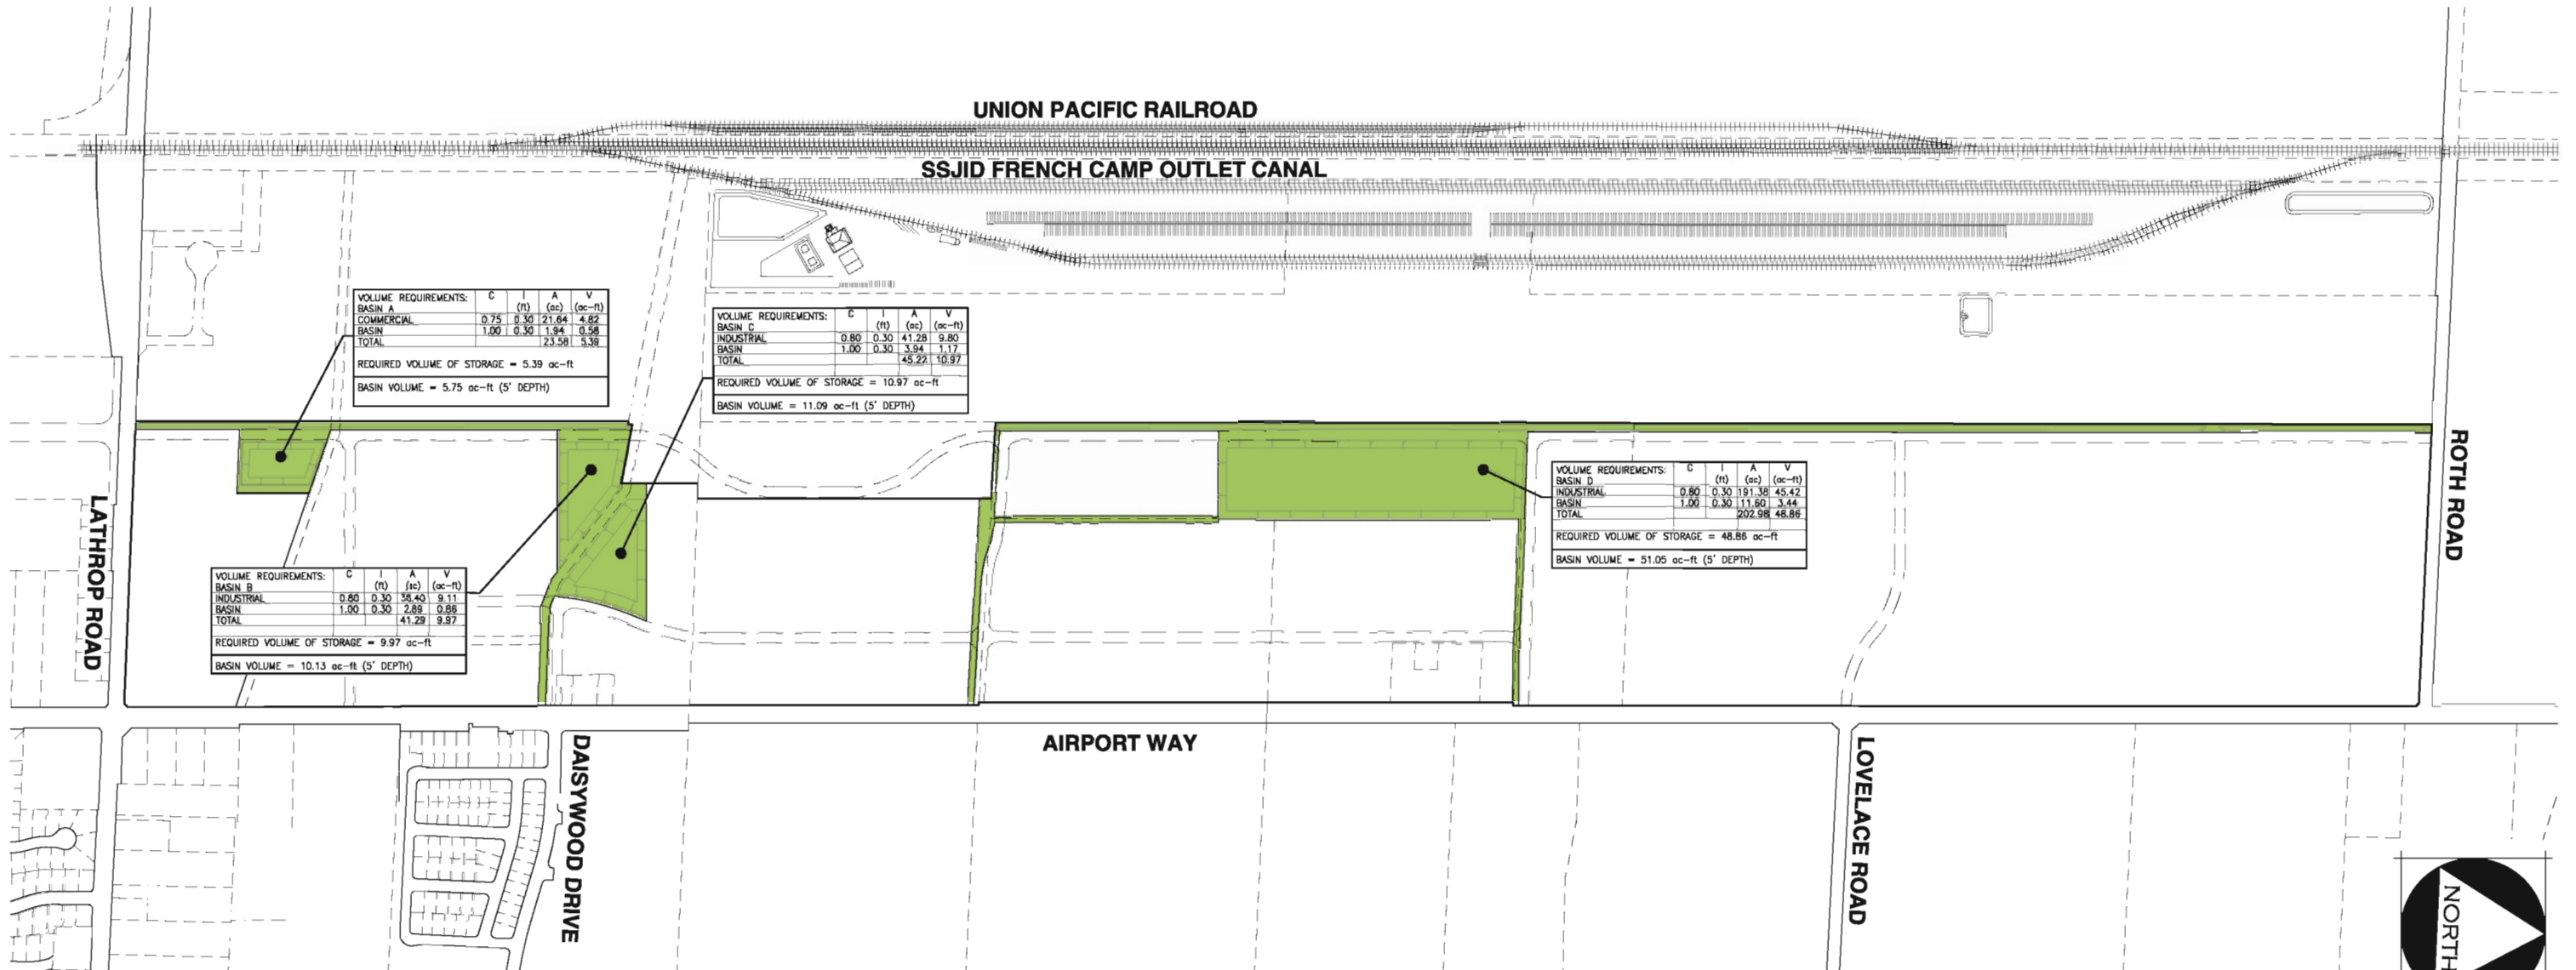 UNION PACIFIC RAILROAD
SSJID FRENCH CAMP OUTLET CANAL
VOLUME REQUIREMENTS: C I A V
BASIN A (ft) (ac) (ac-ft)
COMMERCIAL 0.75 0.30 21.64 4.82
BASIN 1.00 0.30 1.94 0.58
TOTAL 23.58 5.39
REQUIRED VOLUME OF STORAGE = 5.39 ac-ft
BASIN VOLUME = 5.75 ac-ft (5' DEPTH)
VOLUME REQUIREMENTS: C I A V
BASIN C (ft) (ac) (ac-ft)
INDUSTRIAL 0.80 0.30 41.28 9.80
BASIN 1.00 0.30 3.94 1.17
TOTAL 45.22 10.97
REQUIRED VOLUME OF STORAGE = 10.97 ac-ft
BASIN VOLUME = 11.09 ac-ft (5' DEPTH)
VOLUME REQUIREMENTS: C I A V
BASIN D (ft) (ac) (ac-ft)
INDUSTRIAL 0.80 0.30 191.38 45.42
BASIN 1.00 0.30 11.60 3.44
TOTAL 202.98 48.86
REQUIRED VOLUME OF STORAGE = 48.86 ac-ft
BASIN VOLUME = 51.05 ac-ft (5' DEPTH)
VOLUME REQUIREMENTS: C I A V
BASIN B (ft) (ac) (ac-ft)
INDUSTRIAL 0.80 0.30 38.40 9.11
BASIN 1.00 0.30 2.89 0.86
TOTAL 41.29 9.97
REQUIRED VOLUME OF STORAGE = 9.97 ac-ft
BASIN VOLUME = 10.13 ac-ft (5' DEPTH)
LATHROP ROAD
ROTH ROAD
AIRPORT WAY
DAISYWOOD DRIVE
LOVELACE ROAD
NORTH